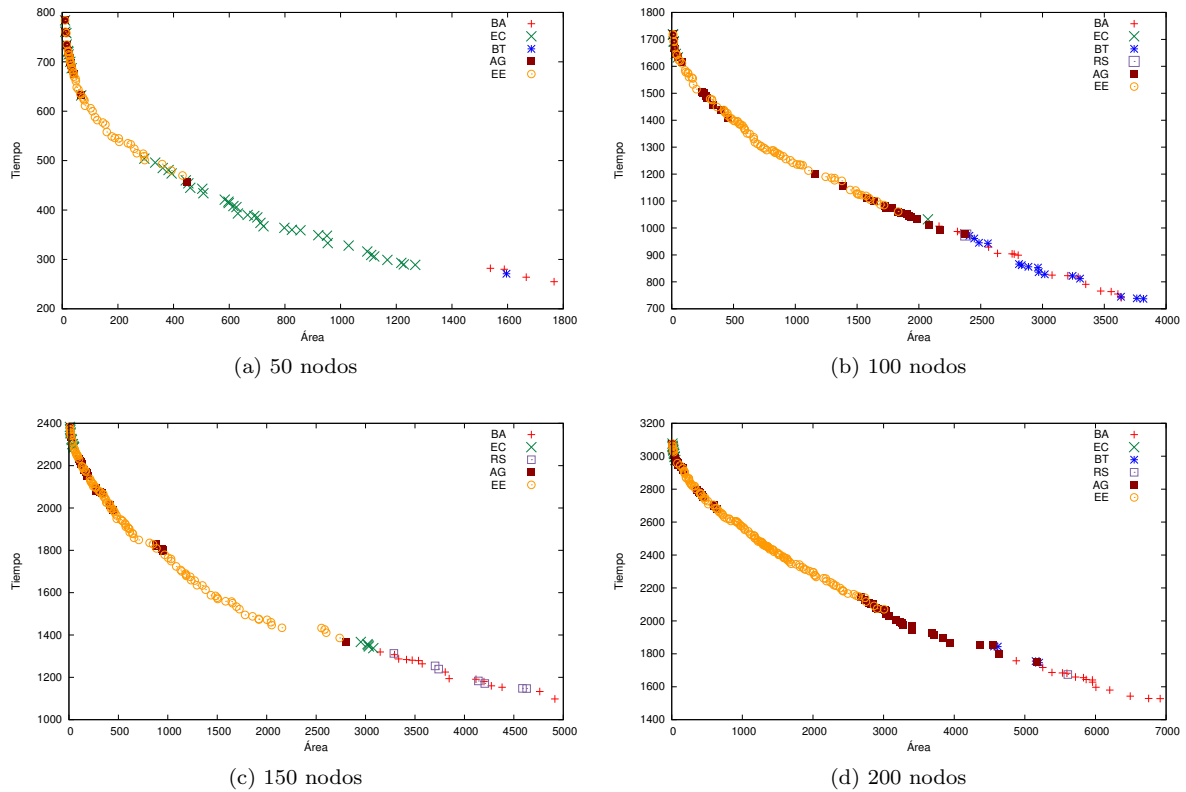 800
700
600
500
400
300
200
0 200 400 600 800 1000 1200 1400 1600 1800
Tiempo
Área
BA
EC
BT
AG
EE
(a) 50 nodos
1800
1700
1600
1500
1400
1300
1200
1100
1000
900
800
700
0 500 1000 1500 2000 2500 3000 3500 4000
Tiempo
Área
BA
EC
BT
RS
AG
EE
(b) 100 nodos
2400
2200
2000
1800
1600
1400
1200
1000
0 500 1000 1500 2000 2500 3000 3500 4000 4500 5000
Tiempo
Área
BA
EC
RS
AG
EE
(c) 150 nodos
3200
3000
2800
2600
2400
2200
2000
1800
1600
1400
0 1000 2000 3000 4000 5000 6000 7000
Tiempo
Área
BA
EC
BT
RS
AG
EE
(d) 200 nodos